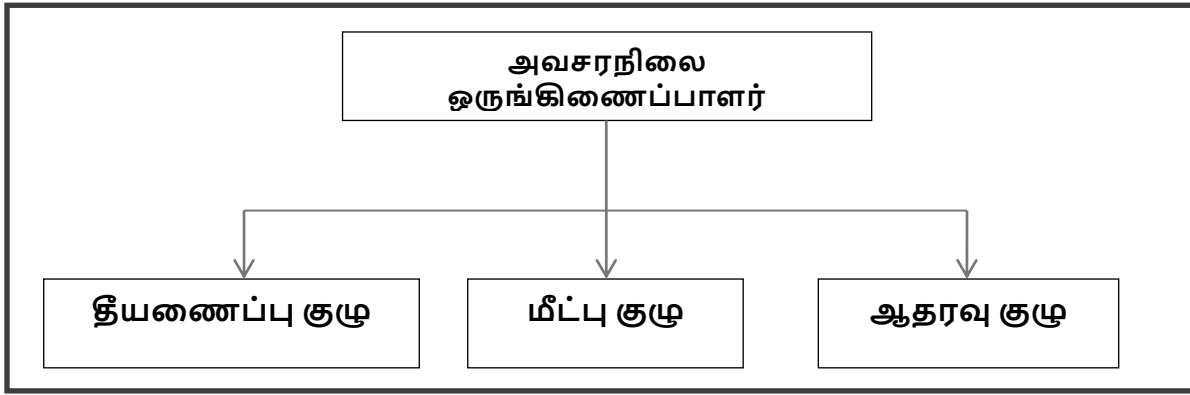 அவசரநிலை
ஒருங்கிணைப்பாளர்
தீயணைப்பு குழு
மீட்பு குழு
ஆதரவு குழு